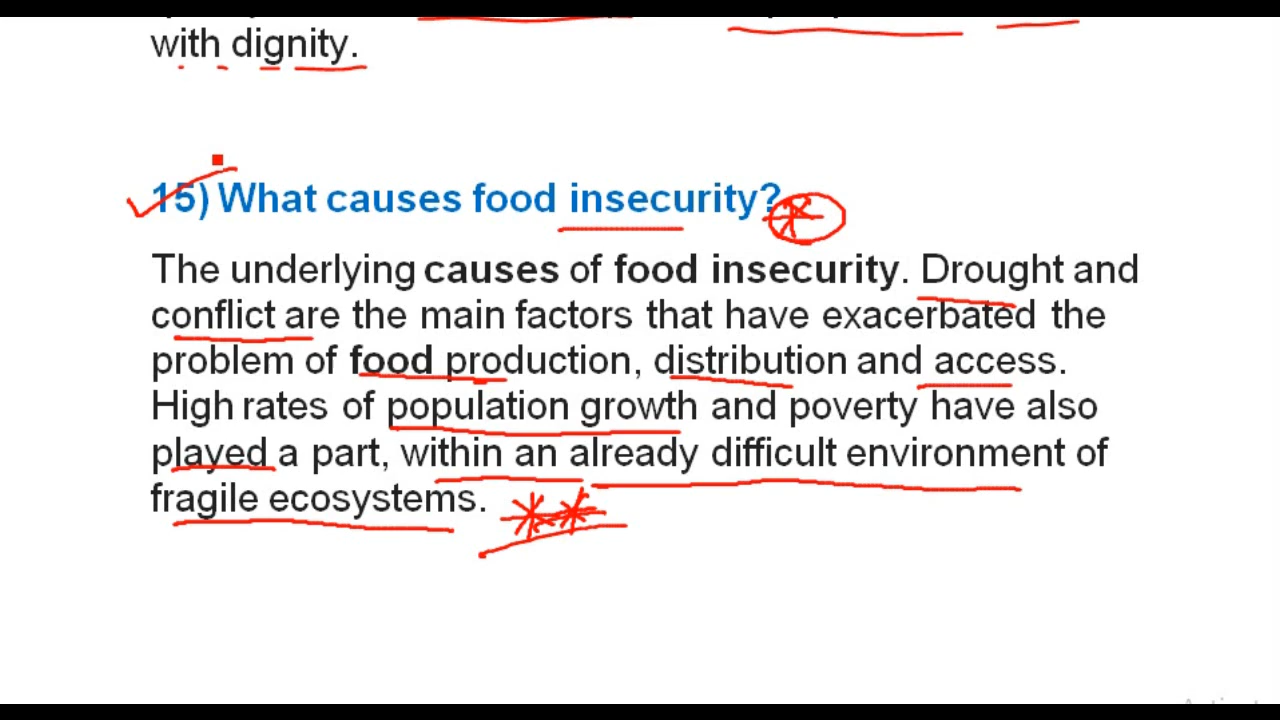 with dignity.
15) What causes food insecurity?
The underlying causes of food insecurity. Drought and
conflict are the main factors that have exacerbated the
problem of food production, distribution and access.
High rates of population growth and poverty have also
played a part, within an already difficult environment of
fragile ecosystems.